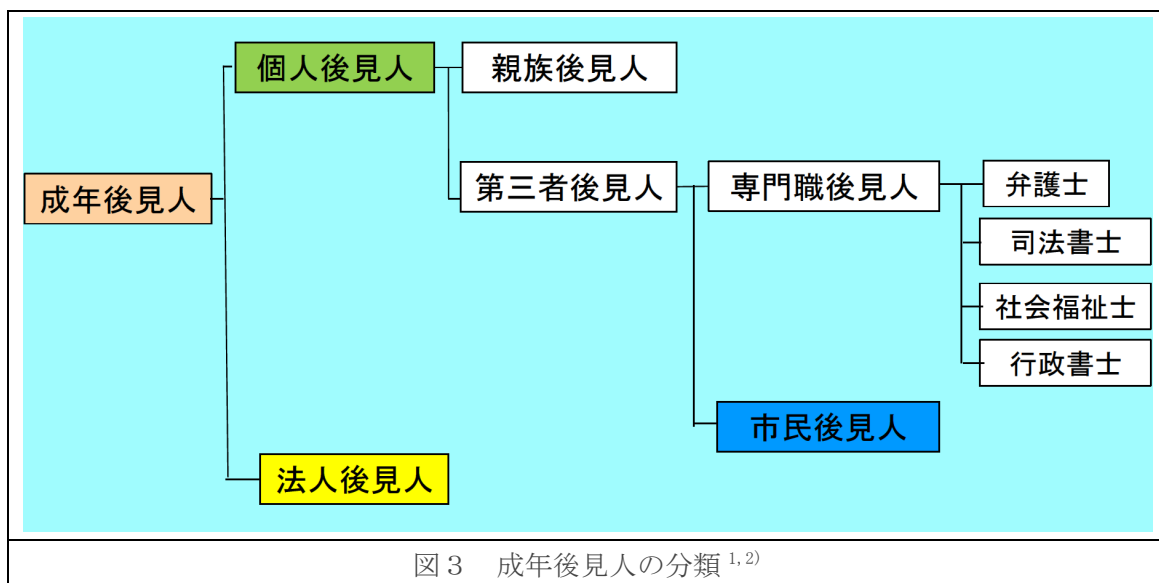 個人後見人
親族後見人
成年後見人
第三者後見人
専門職後見人
弁護士
司法書士
社会福祉士
行政書士
市民後見人
法人後見人
図3 成年後見人の分類 1,2)